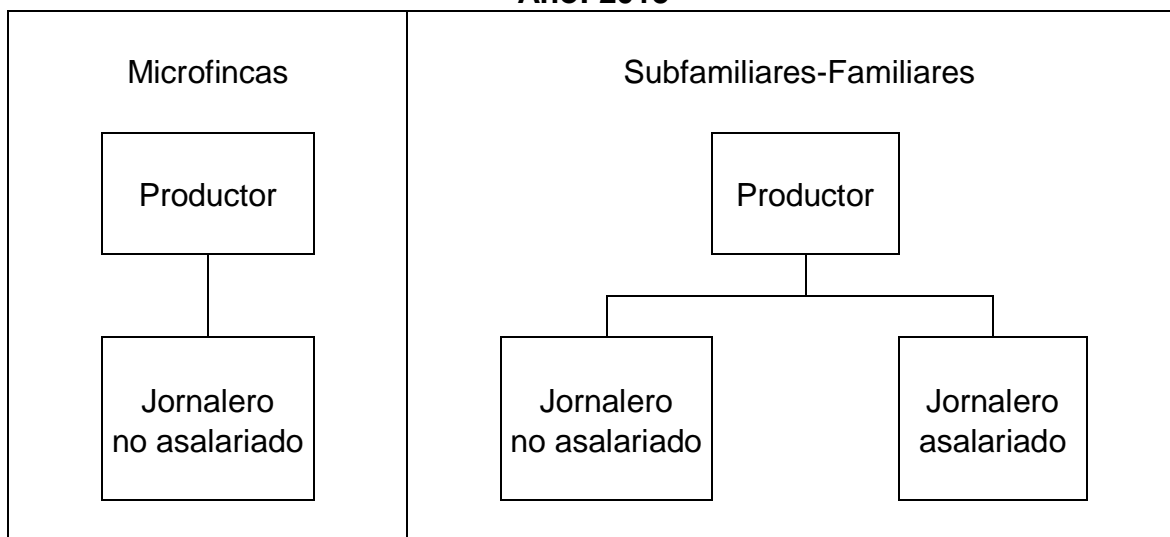 Microfincas
Productor
Jornalero
no asalariado
Subfamiliares-Familiares
Productor
Jornalero
no asalariado
Jornalero
asalariado